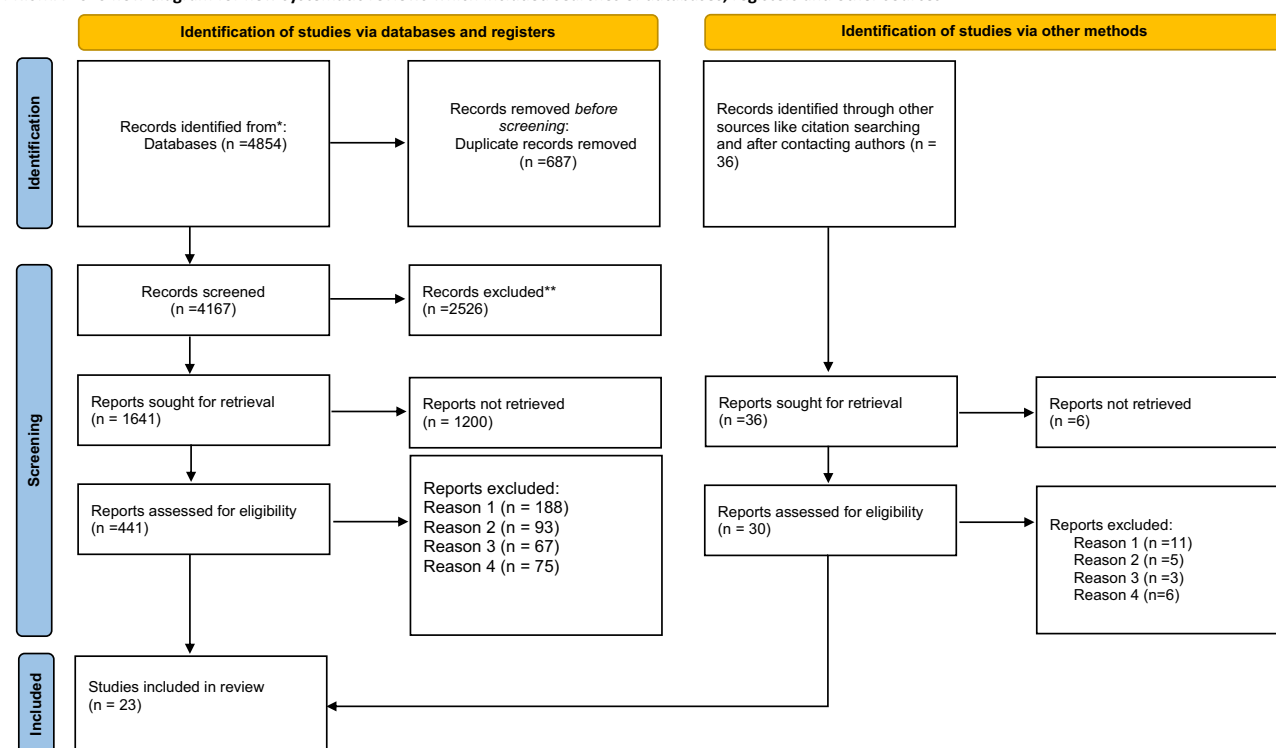 Identification of studies via databases and registers
Identification of studies via other methods
Identification
Records identified from*:
Databases (n =4854)
Records removed before
screening:
Duplicate records removed
(n =687)
Records identified through other
sources like citation searching
and after contacting authors (n =
36)
Screening
Records screened
(n =4167)
Records excluded**
(n =2526)
Reports sought for retrieval
(n = 1641)
Reports not retrieved
(n = 1200)
Reports sought for retrieval
(n =36)
Reports not retrieved
(n =6)
Reports assessed for eligibility
(n =441)
Reports excluded:
Reason 1 (n = 188)
Reason 2 (n = 93)
Reason 3 (n = 67)
Reason 4 (n = 75)
Reports assessed for eligibility
(n = 30)
Reports excluded:
Reason 1 (n =11)
Reason 2 (n =5)
Reason 3 (n =3)
Reason 4 (n=6)
Included
Studies included in review
(n = 23)